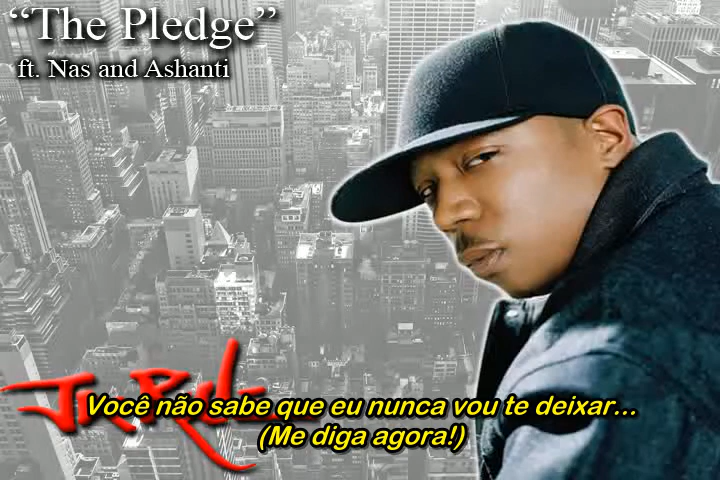 “The Pledge”
ft. Nas and Ashanti
Ja Rule
Você não sabe que eu nunca vou te deixar...
(Me diga agora!)